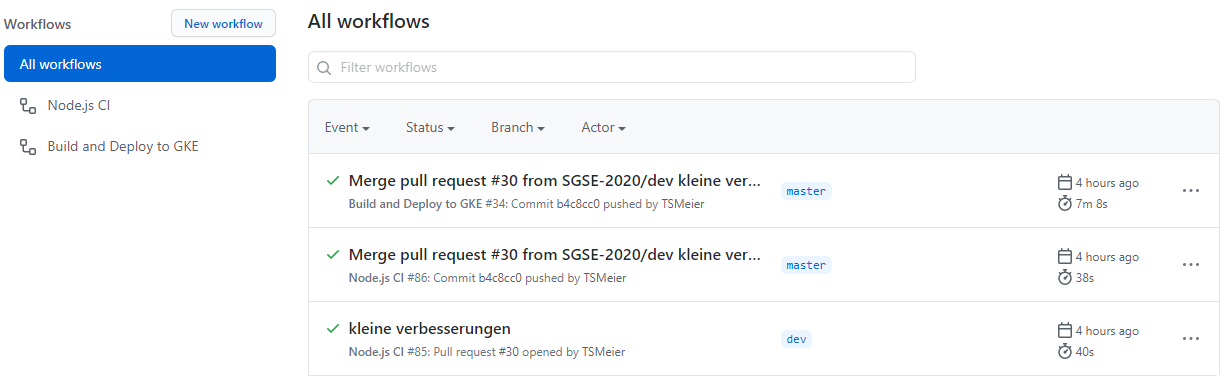 Workflows
New workflow
All workflows
Node.js CI
Build and Deploy to GKE
All workflows
Filter workflows
Event Status Branch Actor
Merge pull request #30 from SGSE-2020/dev kleine ver...
Build and Deploy to GKE #34: Commit b4c8cc0 pushed by TSMeier
master
4 hours ago
7m 8s
Merge pull request #30 from SGSE-2020/dev kleine ver...
Node.js CI #86: Commit b4c8cc0 pushed by TSMeier
master
4 hours ago
38s
kleine verbesserungen
Node.js CI #85: Pull request #30 opened by TSMeier
dev
4 hours ago
40s